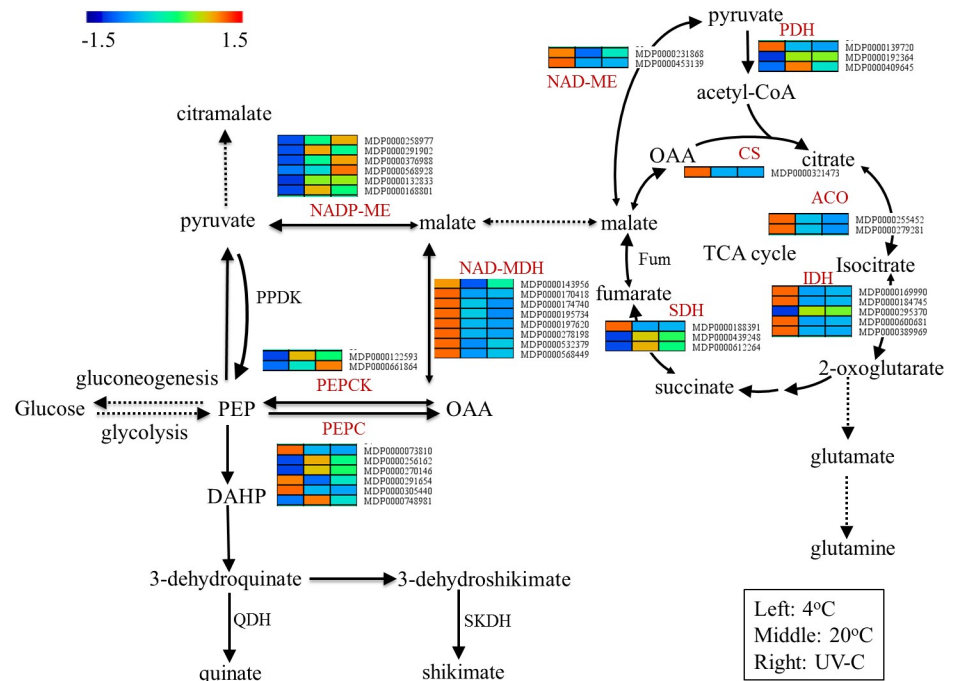 -1.5 1.5
pyruvate
PDH
MDP0000139720
MDP0000192364
MDP0000409645
MDP0000231868
MDP0000453139
NAD-ME
acetyl-CoA
citramalate
MDP0000258977
MDP0000291902
MDP0000576988
MDP0000568928
MDP0000132833
MDP0000168801
OAA
CS
citrate
MDP0000321473
ACO
MDP0000255452
MDP0000279281
pyruvate
NADP-ME
malate
malate
TCA cycle
Fum
Isocitrate
NAD-MDH
MDP0000143956
MDP0000170418
MDP0000174740
MDP0000195734
MDP0000197620
MDP0000278198
MDP0000532379
MDP0000568449
IDH
MDP0000169990
MDP0000184745
MDP0000295370
MDP0000600681
MDP0000389969
fumarate
SDH
MDP0000188391
MDP0000439248
MDP0000612264
PPDK
MDP0000122593
MDP0000661864
2-oxoglutarate
succinate
gluconeogenesis
PEPCK
Glucose
PEP
OAA
glycolysis
PEPC
MDP0000073810
MDP0000256162
MDP0000270146
MDP0000291654
MDP0000305440
MDP0000748981
glutamate
DAHP
glutamine
3-dehydroquinate
3-dehydroshikimate
QDH
SKDH
quinate
shikimate
Left: 4°C
Middle: 20°C
Right: UV-C